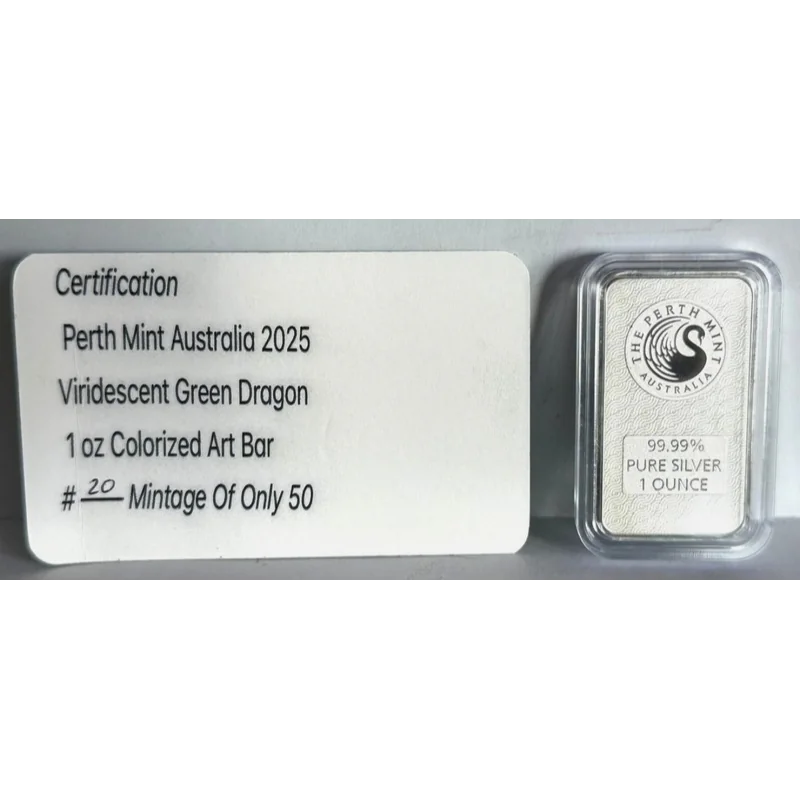 Certification
Perth Mint Australia 2025
Viridescent Green Dragon
1 oz Colorized Art Bar
# 20 Mintage Of Only 50
THE PERTH MINT
AUSTRALIA
99.99%
PURE SILVER
1 OUNCE